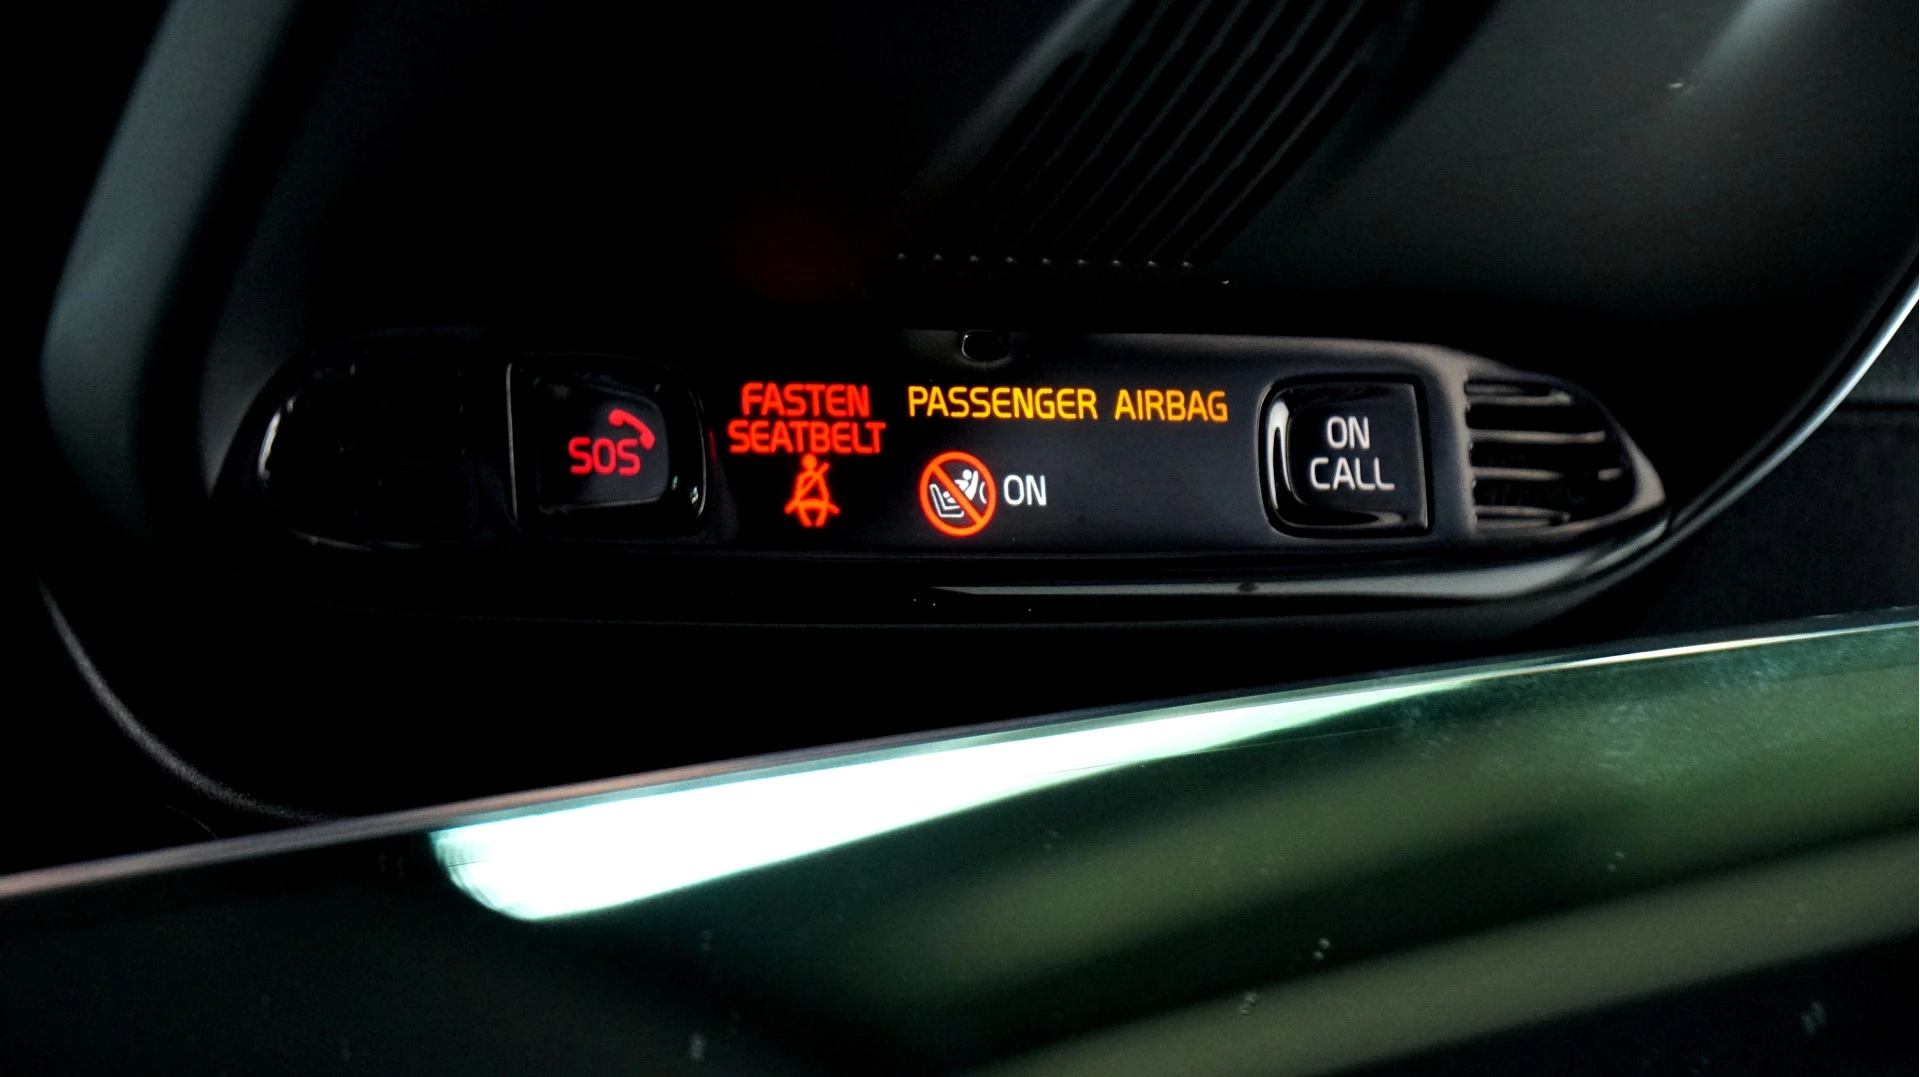 SOS
FASTEN
SEATBELT
PASSENGER AIRBAG
ON
ON
CALL